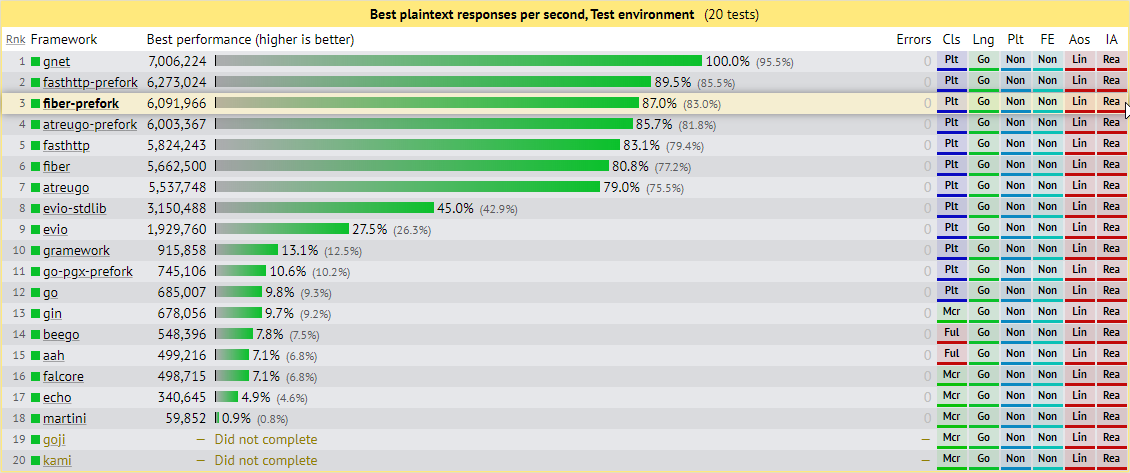 Best plaintext responses per second, Test environment (20 tests)
Rnk Framework Best performance (higher is better) Errors Cls Lng Plt FE Aos IA
1 gnet 7,006,224 100.0% (95.5%) 0 Plt Go Non Non Lin Rea
2 fasthttp-prefork 6,273,024 89.5% (85.5%) 0 Plt Go Non Non Lin Rea
3 fiber-prefork 6,091,966 87.0% (83.0%) 0 Plt Go Non Non Lin Rea
4 atreugo-prefork 6,003,367 85.7% (81.8%) 0 Plt Go Non Non Lin Rea
5 fasthttp 5,824,243 83.1% (79.4%) 0 Plt Go Non Non Lin Rea
6 fiber 5,662,500 80.8% (77.2%) 0 Plt Go Non Non Lin Rea
7 atreugo 5,537,748 79.0% (75.5%) 0 Plt Go Non Non Lin Rea
8 evio-stdlib 3,150,488 45.0% (42.9%) 0 Plt Go Non Non Lin Rea
9 evio 1,929,760 27.5% (26.3%) 0 Plt Go Non Non Lin Rea
10 gramework 915,858 13.1% (12.5%) 0 Plt Go Non Non Lin Rea
11 go-pgx-prefork 745,106 10.6% (10.2%) 0 Plt Go Non Non Lin Rea
12 go 685,007 9.8% (9.3%) 0 Plt Go Non Non Lin Rea
13 gin 678,056 9.7% (9.2%) 0 Mcr Go Non Non Lin Rea
14 beego 548,396 7.8% (7.5%) 0 Ful Go Non Non Lin Rea
15 aah 499,216 7.1% (6.8%) 0 Ful Go Non Non Lin Rea
16 falcore 498,715 7.1% (6.8%) 0 Mcr Go Non Non Lin Rea
17 echo 340,645 4.9% (4.6%) 0 Mcr Go Non Non Lin Rea
18 martini 59,852 0.9% (0.8%) 0 Mcr Go Non Non Lin Rea
19 goji — Did not complete — Mcr Go Non Non Lin Rea
20 kami — Did not complete — Mcr Go Non Non Lin Rea